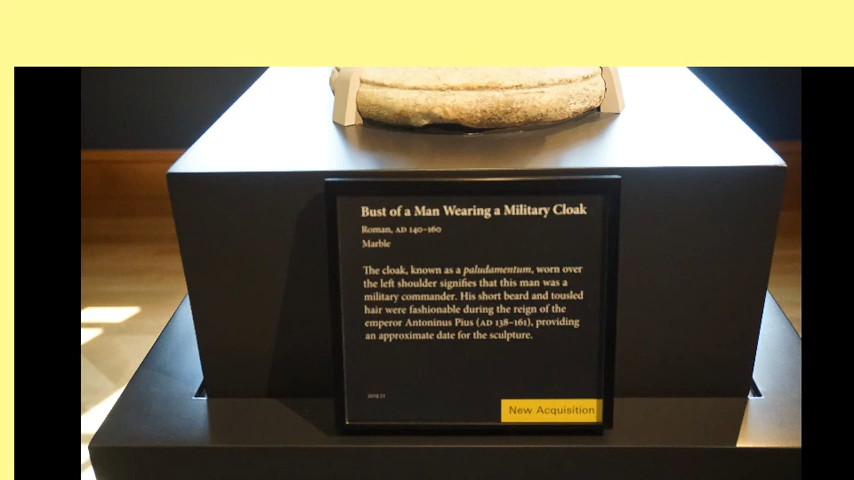 Bust of a Man Wearing a Military Cloak
Roman, AD 140–160
Marble
The cloak, known as a paludamentum, worn over
the left shoulder signifies that this man was a
military commander. His short beard and tousled
hair were fashionable during the reign of the
emperor Antoninus Pius (AD 138–161), providing
an approximate date for the sculpture.
New Acquisition